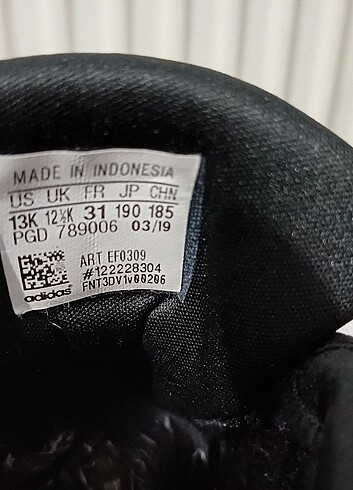 MADE IN INDONESIA
US UK FR JP CHN
13K 12½K 31 190 185
PGD 789006 03/19
ART EF0309
#122228304
FNT3DV1v00206
adidas